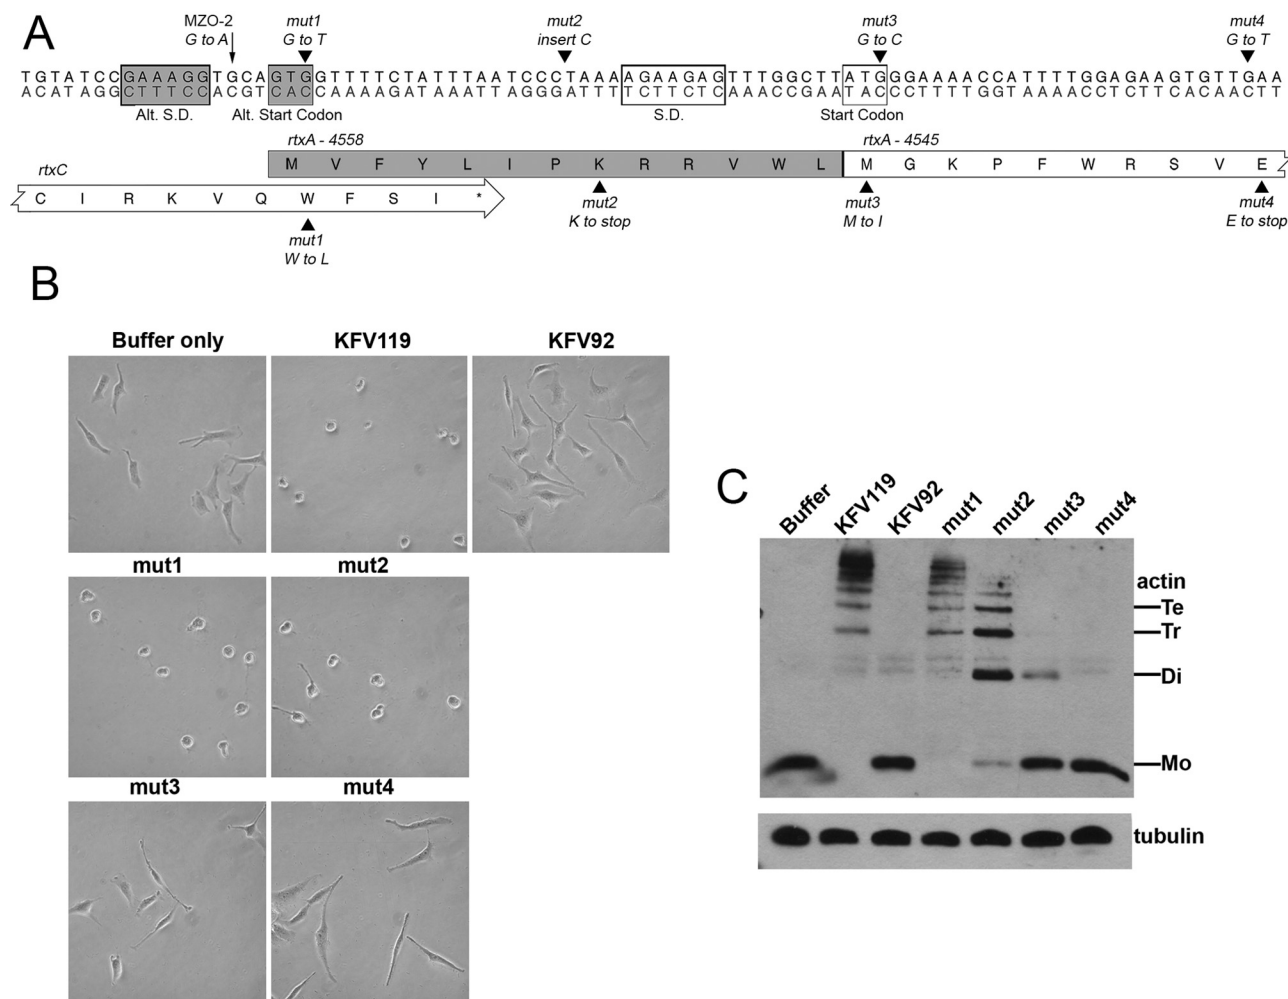 A
MZO-2
G to A
mut1
G to T
mut2
insert C
mut3
G to C
mut4
G to T
TGTATCCGAAAGGTGCAGTGGTTTTCTATTTAATCCCTAAAAGAAGAGTTTGGCTTATGGGAAAACCATTTTGGAGAAGTGTTGAA
ACATAGGCTTTCCACGTCACCAAAAGATAAATTAGGGATTTTCTTCTCAAACCGAATACCCTTTTGGTAAAACCTCTTCACAACTT
Alt. S.D.
Alt. Start Codon
S.D.
Start Codon
rtxA - 4558
rtxA - 4545
M V F Y L I P K R R V W L M G K P F W R S V E
rtxC
C I R K V Q W F S I *
mut1
W to L
mut2
K to stop
mut3
M to I
mut4
E to stop
B
Buffer only
KFV119
KFV92
mut1
mut2
mut3
mut4
C
Buffer
KFV119
KFV92
mut1
mut2
mut3
mut4
actin
Te
Tr
Di
Mo
tubulin